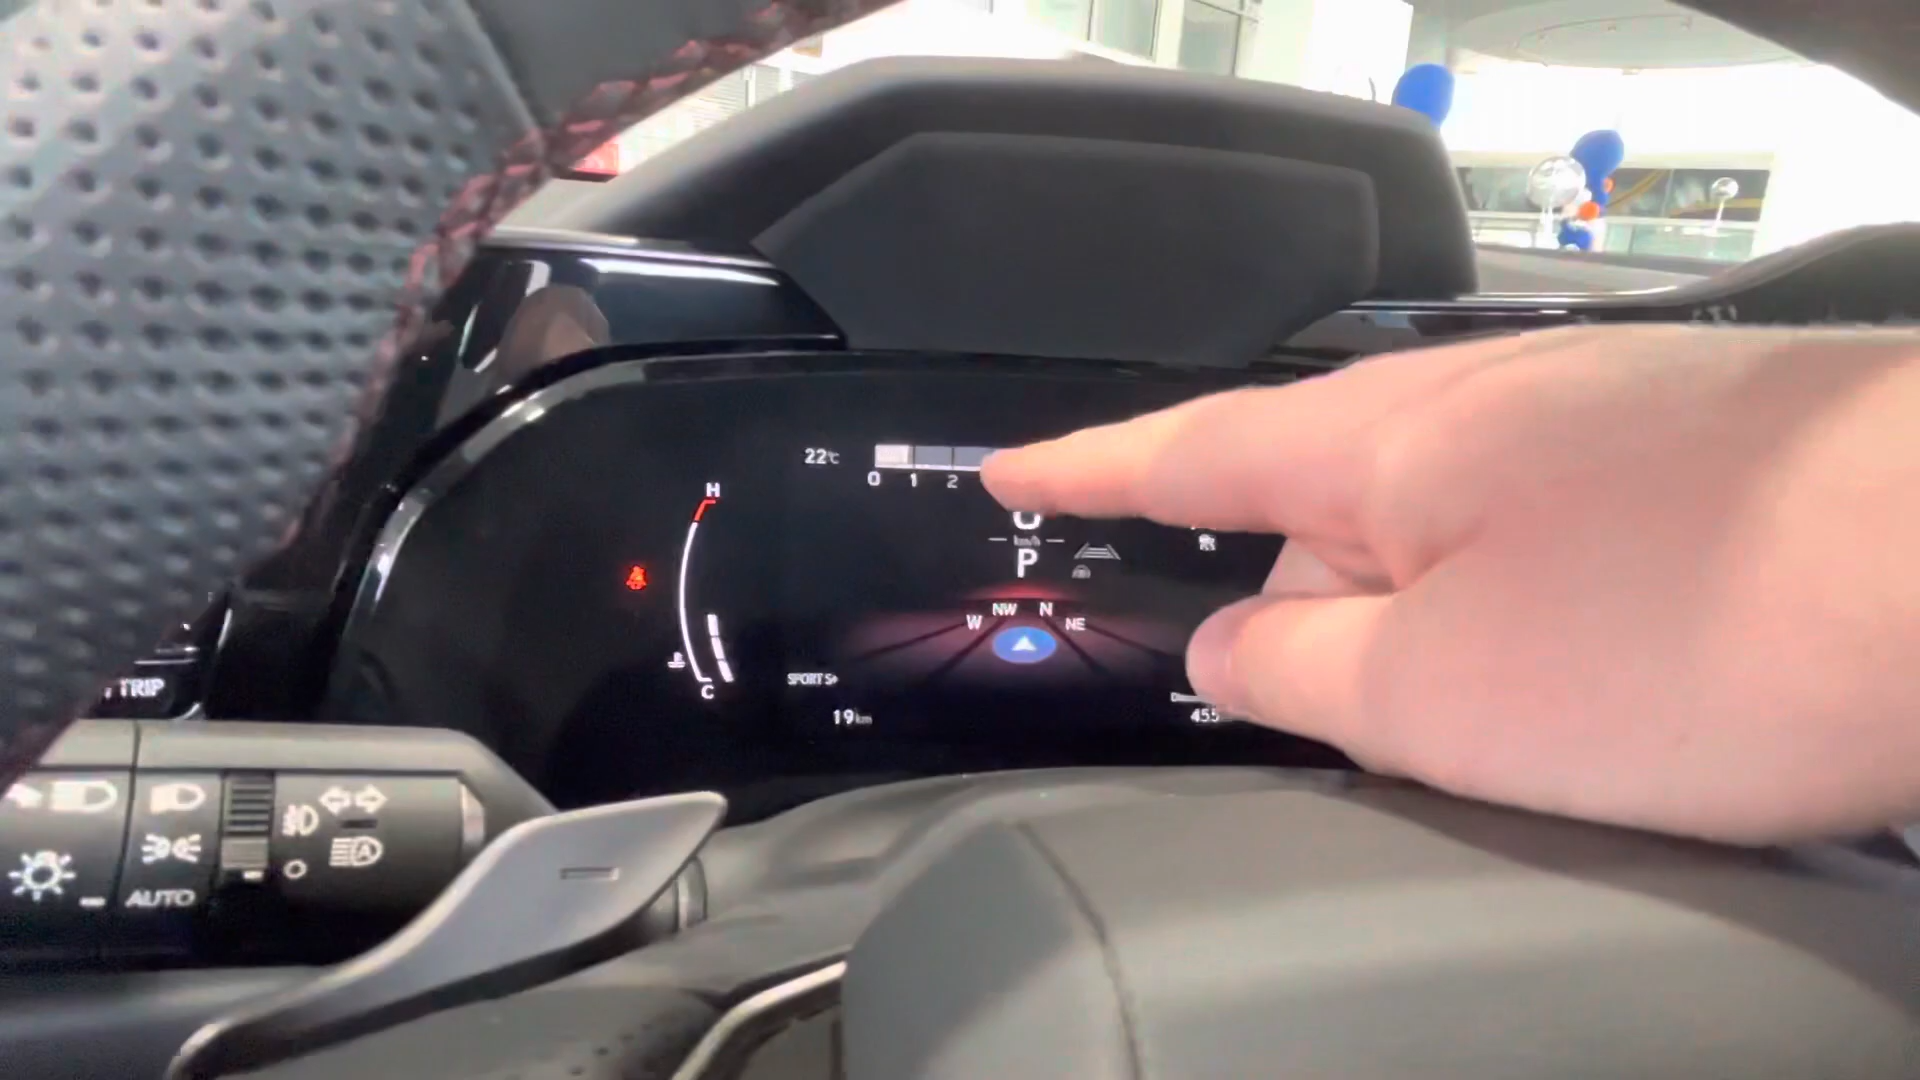 22°C
0 1 2
H
km/h
P
NW N
W NE
C
SPORT S+
19km
455
TRIP
AUTO